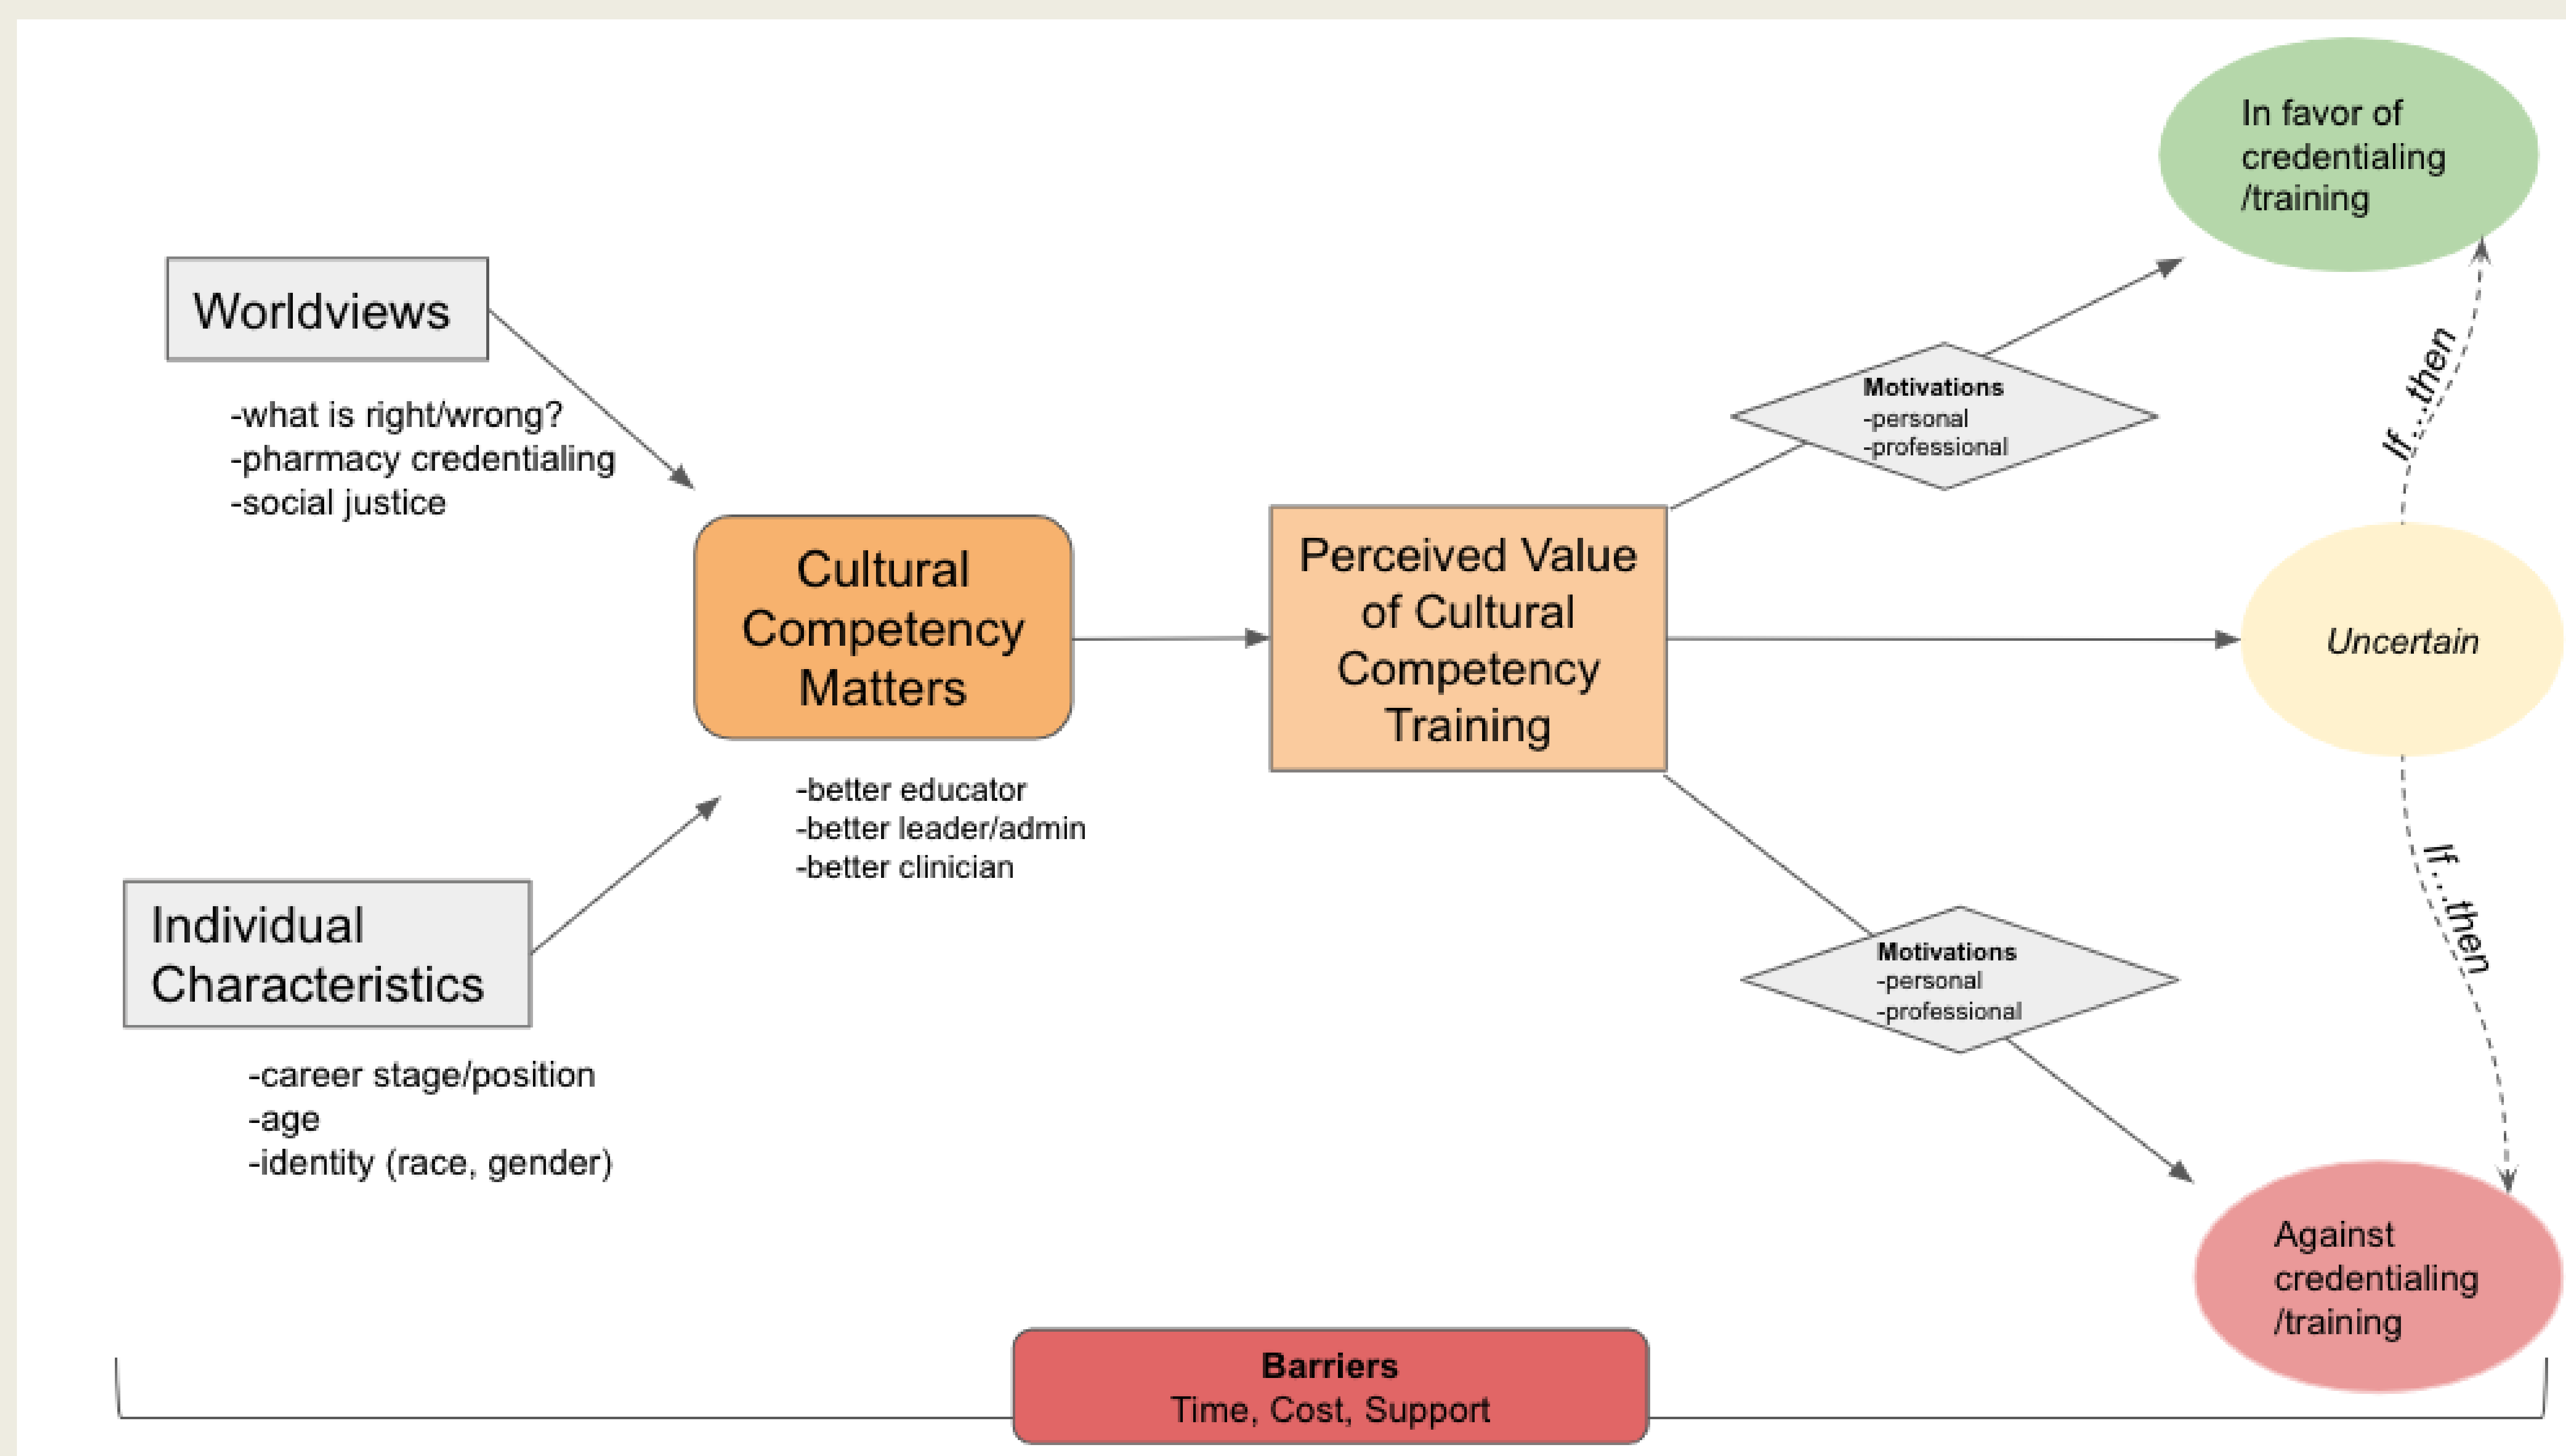 Worldviews
-what is right/wrong?
-pharmacy credentialing
-social justice
Individual
Characteristics
-career stage/position
-age
-identity (race, gender)
Cultural
Competency
Matters
-better educator
-better leader/admin
-better clinician
Perceived Value
of Cultural
Competency
Training
Motivations
-personal
-professional
Motivations
-personal
-professional
In favor of
credentialing
/training
If...then
Uncertain
If...then
Against
credentialing
/training
Barriers
Time, Cost, Support